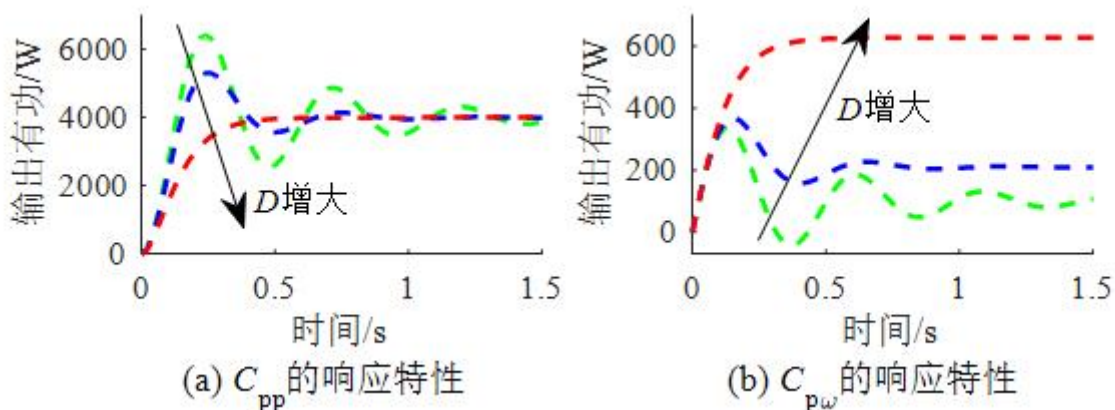 输出有功/W
6000
4000
2000
0
D增大
0 0.5 1 1.5
时间/s
(a) C_pp的响应特性
输出有功/W
600
400
200
0
D增大
0 0.5 1 1.5
时间/s
(b) C_pω的响应特性